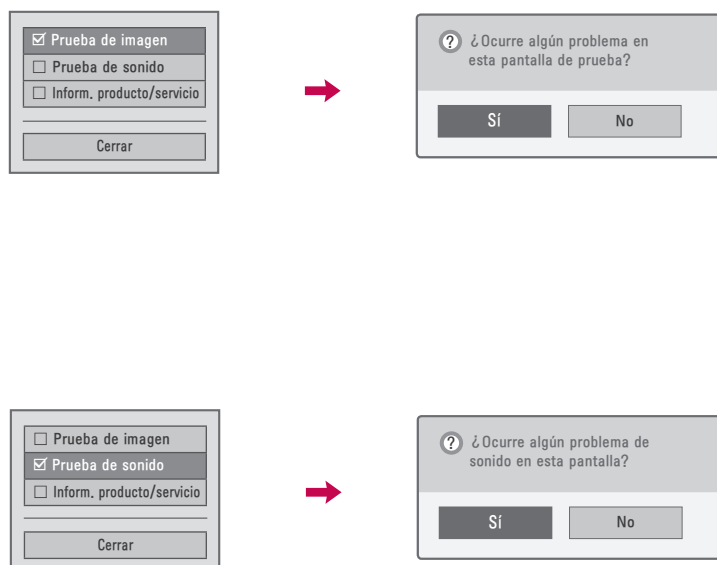 ☑ Prueba de imagen
☐ Prueba de sonido
☐ Inform. producto/servicio
Cerrar
? ¿Ocurre algún problema en
esta pantalla de prueba?
Sí
No
☐ Prueba de imagen
☑ Prueba de sonido
☐ Inform. producto/servicio
Cerrar
? ¿Ocurre algún problema de
sonido en esta pantalla?
Sí
No